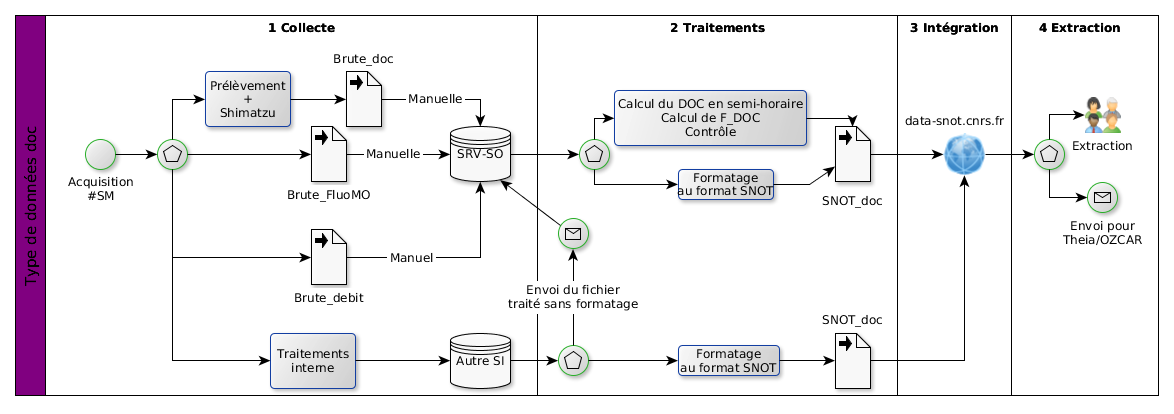 Type de données doc
1 Collecte
2 Traitements
3 Intégration
4 Extraction
Brute_doc
Prélèvement
+
Shimatzu
Manuelle
Acquisition
#SM
Brute_FluoMO
Manuelle
SRV-SO
Brute_debit
Manuel
Traitements
interne
Autre SI
Calcul du DOC en semi-horaire
Calcul de F_DOC
Contrôle
Formatage
au format SNOT
SNOT_doc
Envoi du fichier
traité sans formatage
Formatage
au format SNOT
SNOT_doc
data-snot.cnrs.fr
Extraction
Envoi pour
Theia/OZCAR